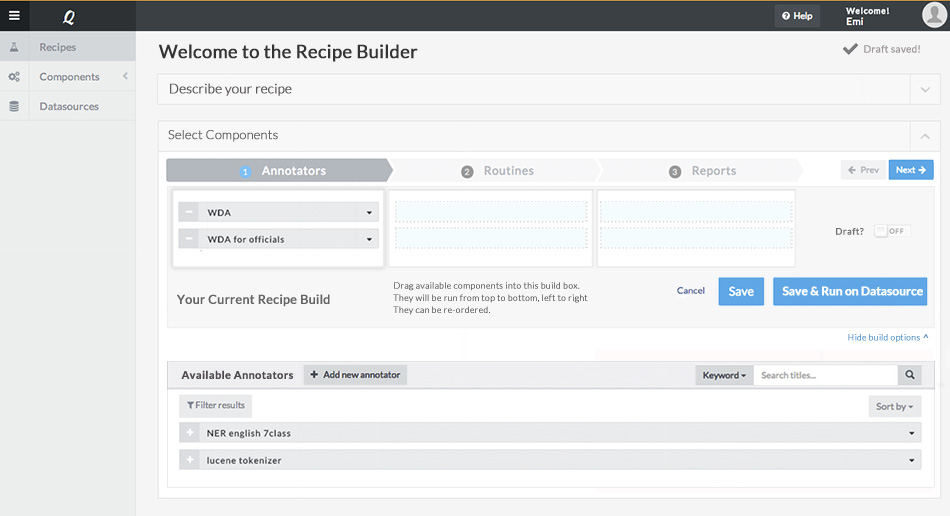 Q
Help
Welcome!
Emi
Recipes
Components
Datasources
Welcome to the Recipe Builder
Draft saved!
Describe your recipe
Select Components
1 Annotators
2 Routines
3 Reports
Prev
Next
WDA
WDA for officials
Draft?
OFF
Your Current Recipe Build
Drag available components into this build box.
They will be run from top to bottom, left to right
They can be re-ordered.
Cancel
Save
Save & Run on Datasource
Hide build options
Available Annotators
+ Add new annotator
Keyword
Search titles...
Filter results
Sort by
NER english 7class
lucene tokenizer